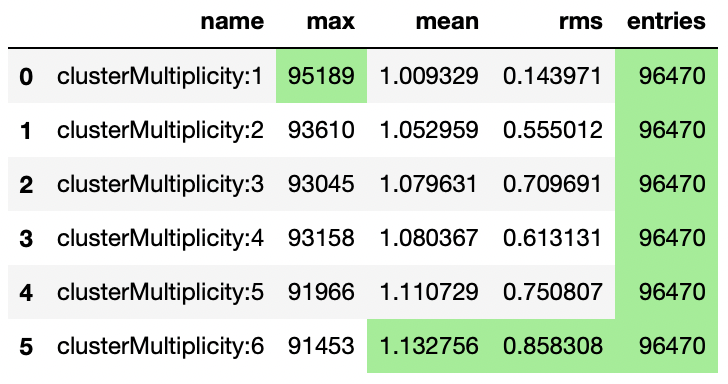 name max mean rms entries
0 clusterMultiplicity:1 95189 1.009329 0.143971 96470
1 clusterMultiplicity:2 93610 1.052959 0.555012 96470
2 clusterMultiplicity:3 93045 1.079631 0.709691 96470
3 clusterMultiplicity:4 93158 1.080367 0.613131 96470
4 clusterMultiplicity:5 91966 1.110729 0.750807 96470
5 clusterMultiplicity:6 91453 1.132756 0.858308 96470